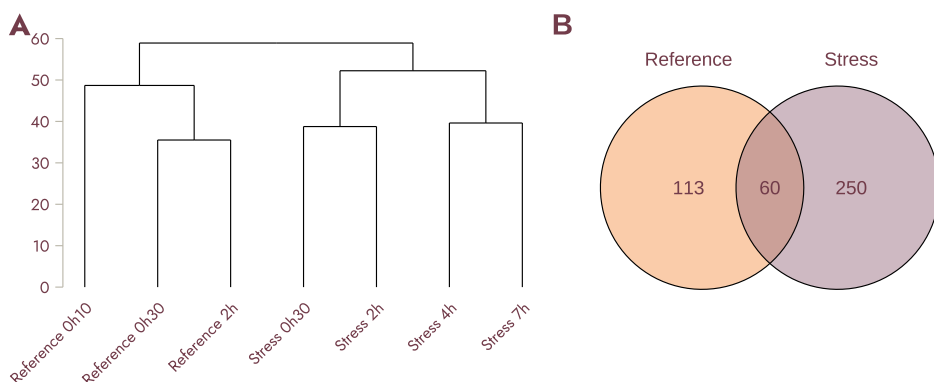 A
60
50
40
30
20
10
0
Reference 0h10
Reference 0h30
Reference 2h
Stress 0h30
Stress 2h
Stress 4h
Stress 7h
B
Reference Stress
113 60 250